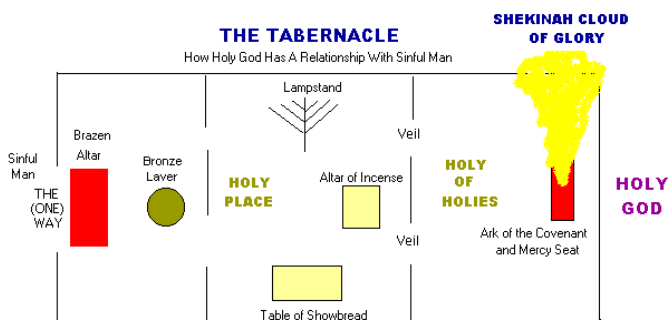 THE TABERNACLE
How Holy God Has A Relationship With Sinful Man
SHEKINAH CLOUD
OF GLORY
Lampstand
Brazen
Altar
Veil
Sinful
Man
Bronze
Laver
THE
(ONE)
WAY
HOLY
PLACE
Altar of Incense
HOLY
OF
HOLIES
HOLY
GOD
Veil
Ark of the Covenant
and Mercy Seat
Table of Showbread